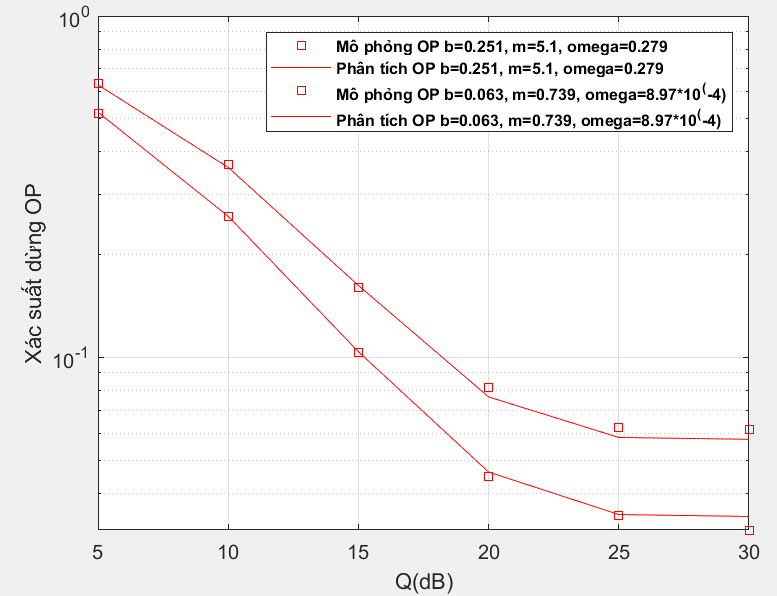 10^0
Mô phỏng OP b=0.251, m=5.1, omega=0.279
Phân tích OP b=0.251, m=5.1, omega=0.279
Mô phỏng OP b=0.063, m=0.739, omega=8.97*10^(-4)
Phân tích OP b=0.063, m=0.739, omega=8.97*10^(-4)
Xác suất dừng OP
10^-1
5 10 15 20 25 30
Q(dB)